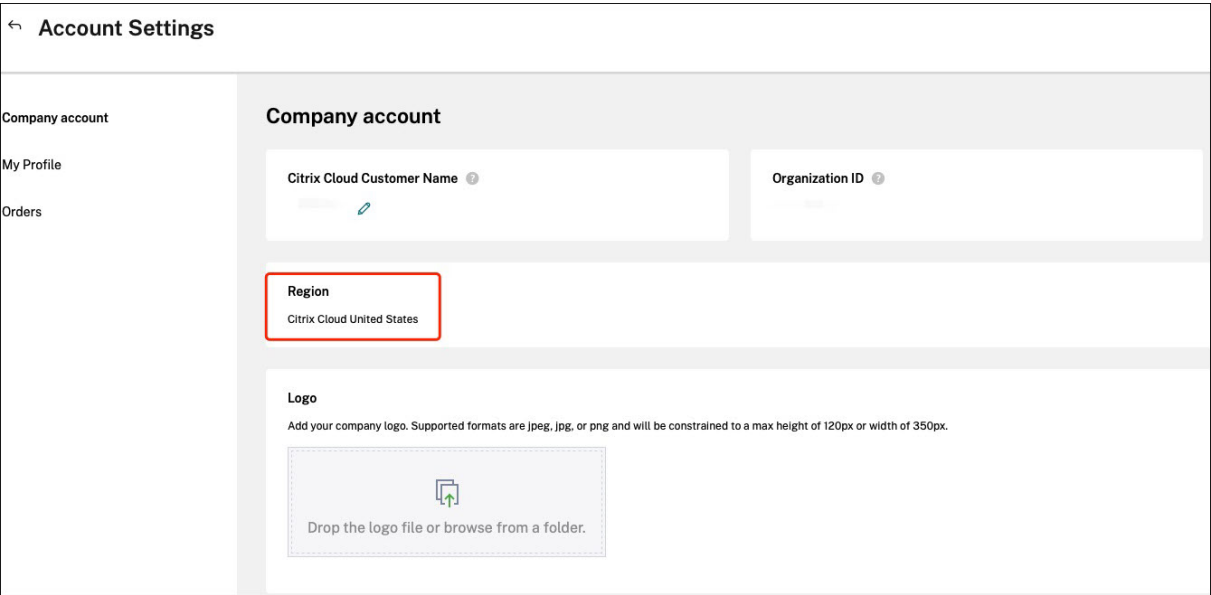 Account Settings
Company account
My Profile
Orders
Company account
Citrix Cloud Customer Name
Organization ID
Region
Citrix Cloud United States
Logo
Add your company logo. Supported formats are jpeg, jpg, or png and will be constrained to a max height of 120px or width of 350px.
Drop the logo file or browse from a folder.